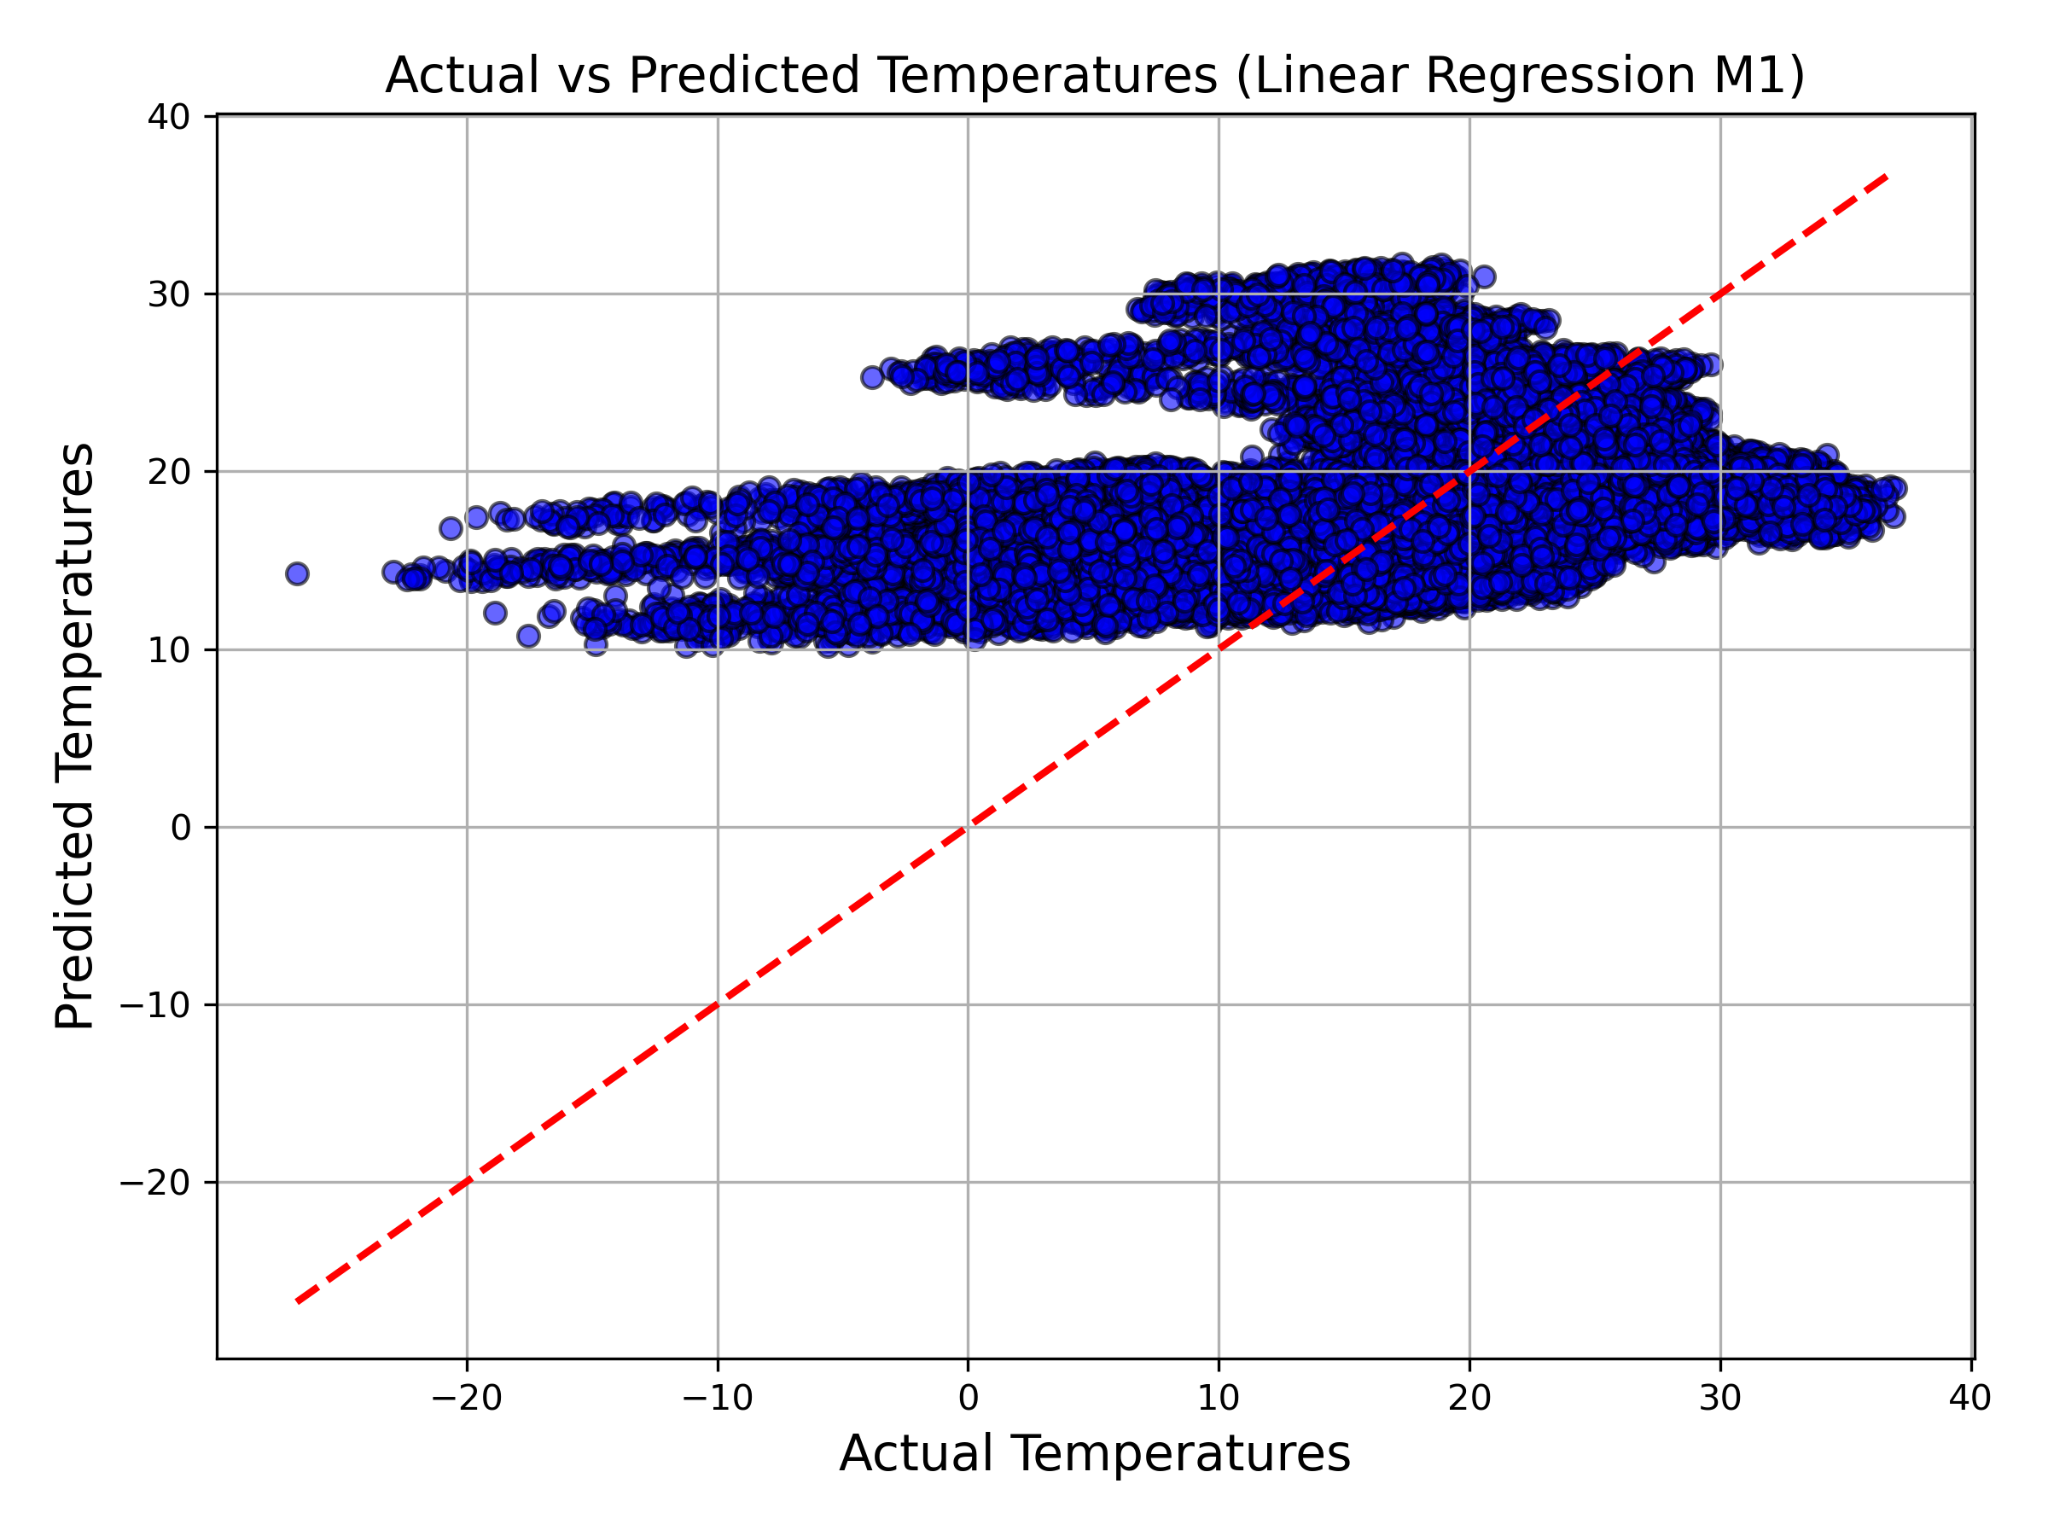 Actual vs Predicted Temperatures (Linear Regression M1)
40
30
20
10
0
−10
−20
Predicted Temperatures
−20 −10 0 10 20 30 40
Actual Temperatures